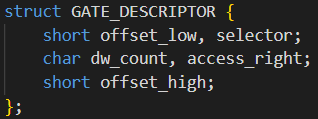 struct GATE_DESCRIPTOR {
    short offset_low, selector;
    char dw_count, access_right;
    short offset_high;
};